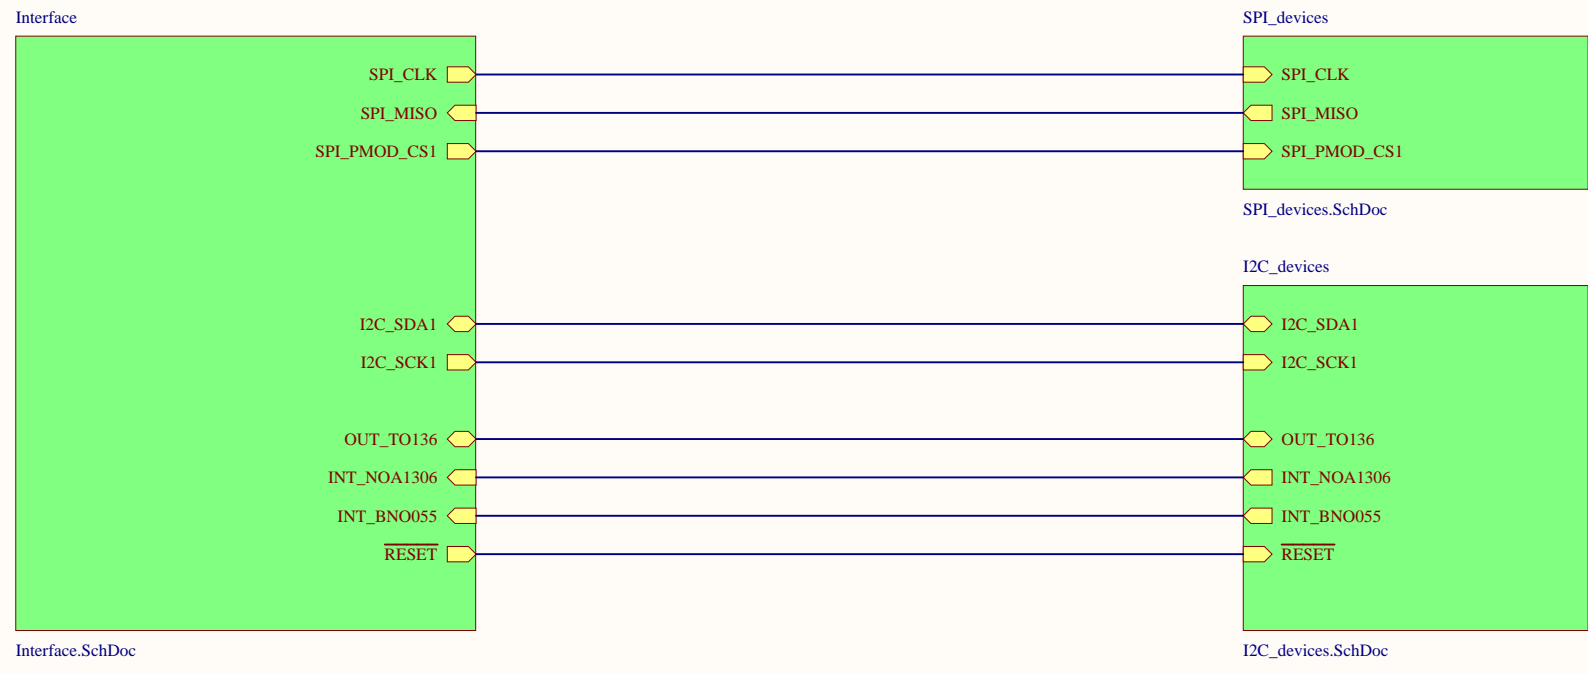 Interface
SPI_CLK
SPI_MISO
SPI_PMOD_CS1
I2C_SDA1
I2C_SCK1
OUT_TO136
INT_NOA1306
INT_BNO055
RESET
Interface.SchDoc
SPI_devices
SPI_CLK
SPI_MISO
SPI_PMOD_CS1
SPI_devices.SchDoc
I2C_devices
I2C_SDA1
I2C_SCK1
OUT_TO136
INT_NOA1306
INT_BNO055
RESET
I2C_devices.SchDoc